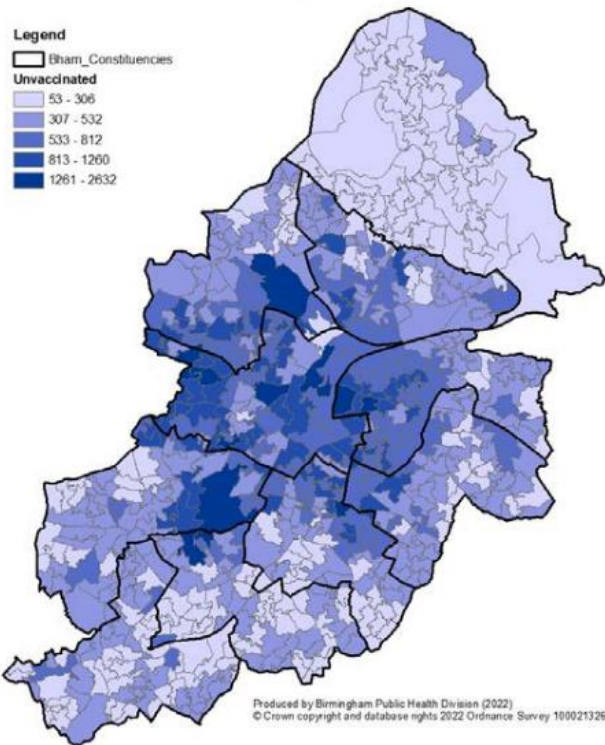 Legend
Bham_Constituencies
Unvaccinated
53 - 306
307 - 532
533 - 812
813 - 1260
1261 - 2632
Produced by Birmingham Public Health Division (2022)
© Crown copyright and database rights 2022 Ordnance Survey 100021326